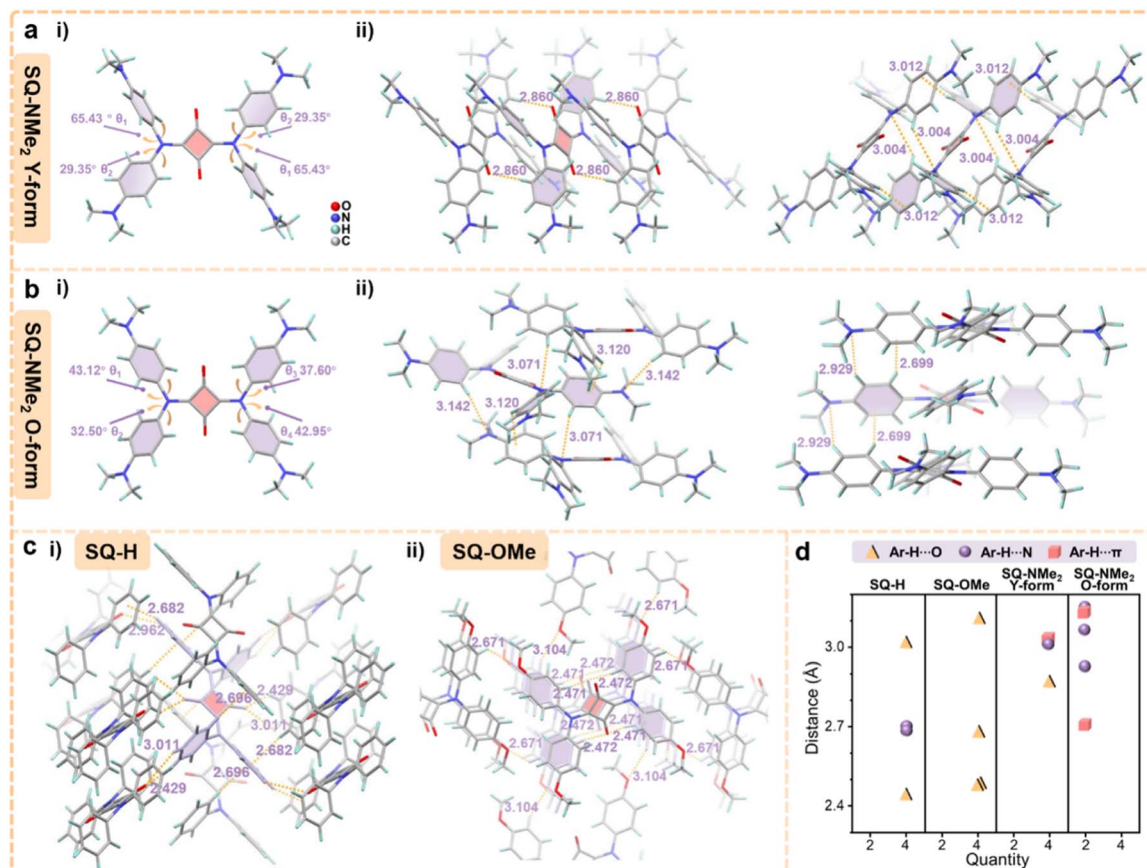 a
i)
ii)
SQ-NMe₂ Y-form
65.43 ° θ₁
θ₂ 29.35°
29.35° θ₂
θ₁ 65.43°
O
N
H
C
2.860
2.860
2.860
2.860
3.012
3.012
3.004
3.004
3.004
3.004
3.012
3.012
b
i)
ii)
SQ-NMe₂ O-form
43.12° θ₁
θ₃ 37.60°
32.50° θ₂
θ₄ 42.95°
3.071
3.120
3.142
3.120
3.142
3.071
2.929
2.699
2.929
2.699
c
i)
SQ-H
ii)
SQ-OMe
2.682
2.962
2.429
2.696
3.011
3.011
2.682
2.696
2.429
2.671
2.671
3.104
2.472
2.671
2.471
2.472
2.471
2.471
2.472
2.471
2.472
2.671
2.671
3.104
3.104
d
Ar-H···O Ar-H···N Ar-H···π
SQ-H SQ-OMe SQ-NMe₂ Y-form SQ-NMe₂ O-form
Distance (Å)
3.0
2.7
2.4
2 4 2 4 2 4 2 4
Quantity